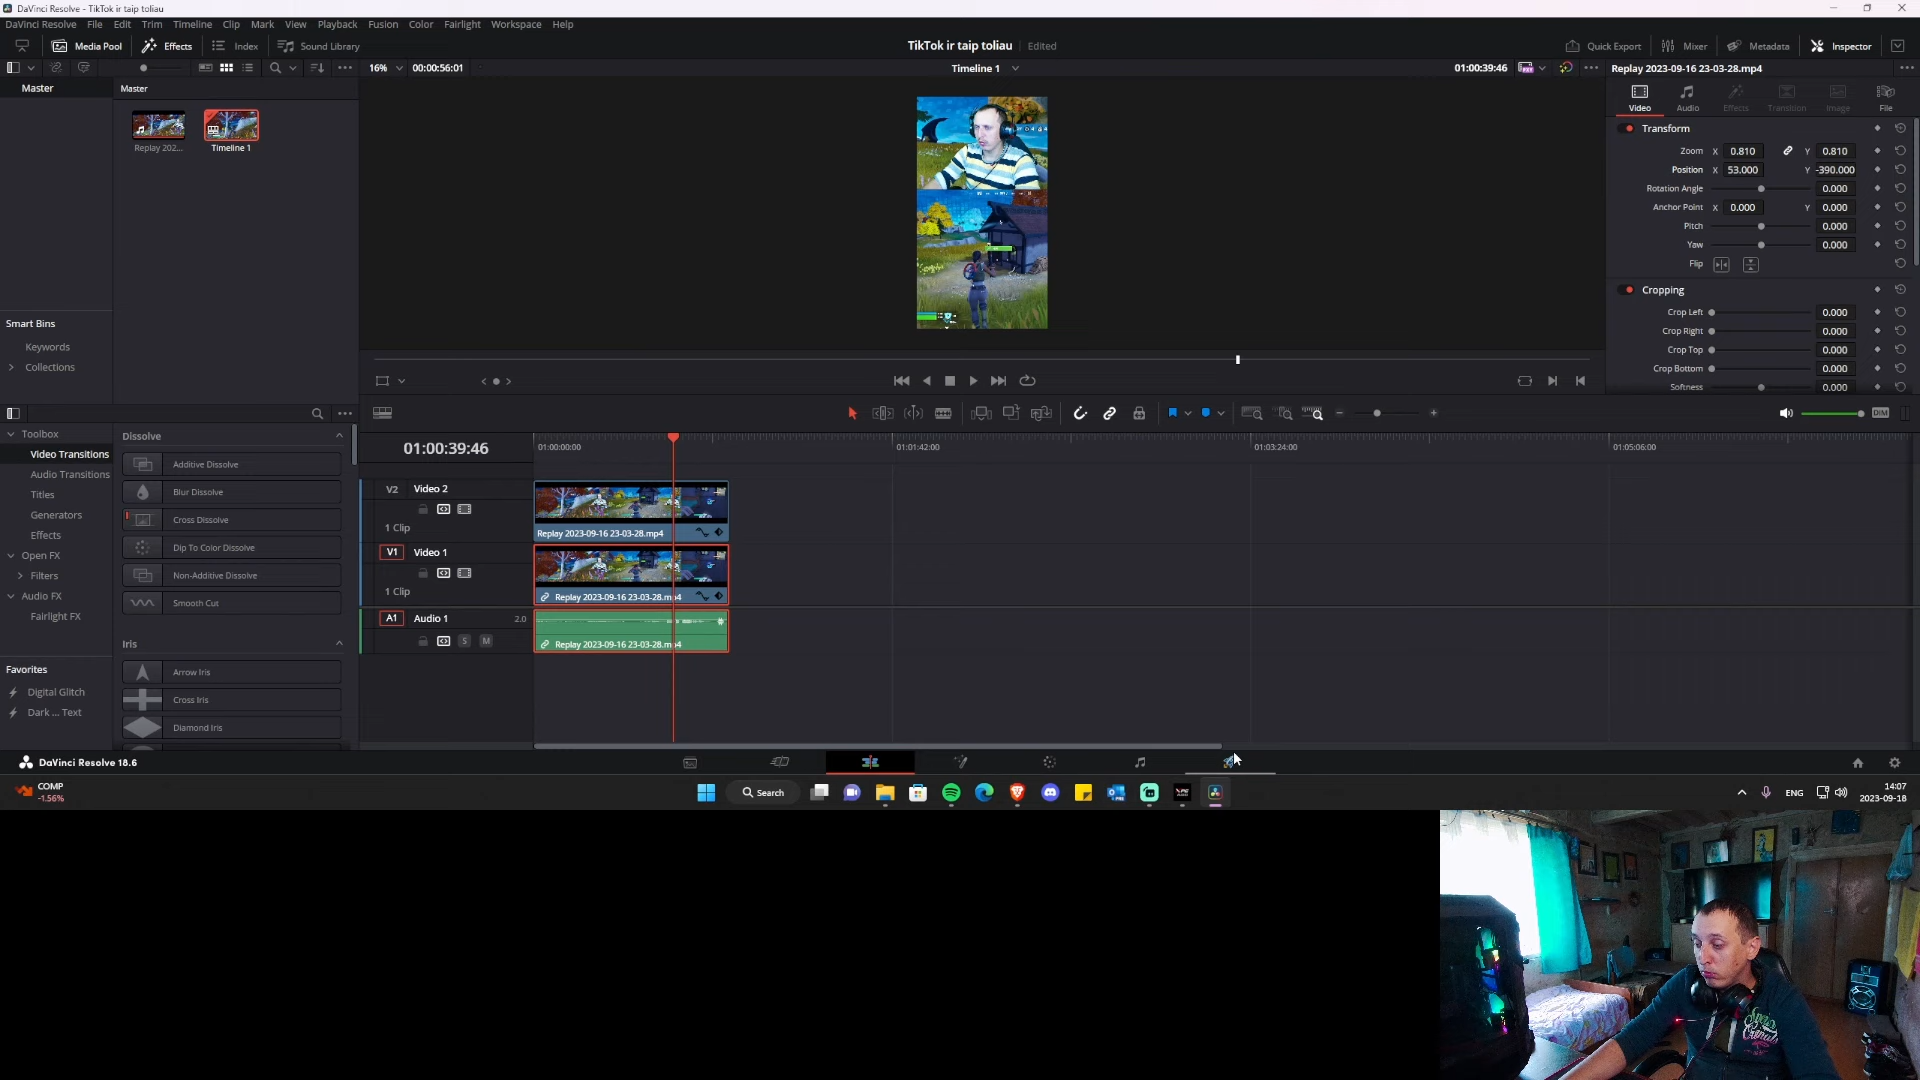 DaVinci Resolve - TikTok ir taip toliau
DaVinci Resolve File Edit Trim Timeline Clip Mark View Playback Fusion Color Fairlight Workspace Help
Media Pool Effects Index Sound Library
TikTok ir taip toliau Edited
Quick Export Mixer Metadata Inspector
16% 00:00:56:01
Timeline 1
01:00:39:46
Replay 2023-09-16 23-03-28.mp4
Master
Master
Replay 202...
Timeline 1
Smart Bins
Keywords
Collections
Video Audio Effects Transition Image File
Transform
Zoom X 0.810 Y 0.810
Position X 53.000 Y -390.000
Rotation Angle 0.000
Anchor Point X 0.000 Y 0.000
Pitch 0.000
Yaw 0.000
Flip
Cropping
Crop Left 0.000
Crop Right 0.000
Crop Top 0.000
Crop Bottom 0.000
Softness 0.000
DIM
Toolbox
Video Transitions
Audio Transitions
Titles
Generators
Effects
Open FX
Filters
Audio FX
Fairlight FX
Favorites
Digital Glitch
Dark ... Text
Dissolve
Additive Dissolve
Blur Dissolve
Cross Dissolve
Dip To Color Dissolve
Non-Additive Dissolve
Smooth Cut
Iris
Arrow Iris
Cross Iris
Diamond Iris
01:00:39:46
01:00:00:00 01:01:42:00 01:03:24:00 01:05:06:00
V2 Video 2
1 Clip
Replay 2023-09-16 23-03-28.mp4
V1 Video 1
1 Clip
Replay 2023-09-16 23-03-28.mp4
A1 Audio 1 2.0
S M
Replay 2023-09-16 23-03-28.mp4
DaVinci Resolve 18.6
COMP
-1.56%
Search
ENG
14:07
2023-09-18